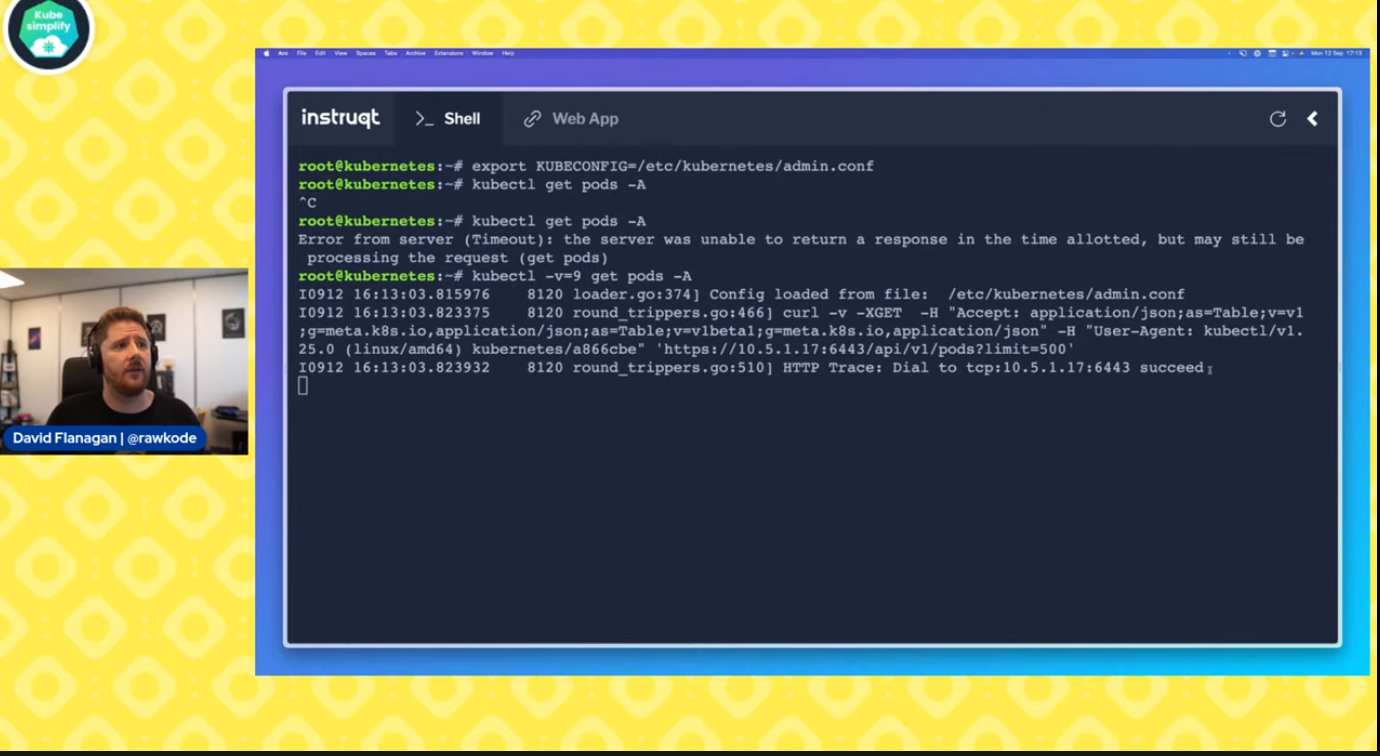 Kube
simplify
Arc File Edit View Spaces Tabs Archive Extensions Window Help
Mon 12 Sep 17:13
instruqt
>_ Shell
Web App
root@kubernetes:~# export KUBECONFIG=/etc/kubernetes/admin.conf
root@kubernetes:~# kubectl get pods -A
^C
root@kubernetes:~# kubectl get pods -A
Error from server (Timeout): the server was unable to return a response in the time allotted, but may still be
processing the request (get pods)
root@kubernetes:~# kubectl -v=9 get pods -A
I0912 16:13:03.815976    8120 loader.go:374] Config loaded from file:  /etc/kubernetes/admin.conf
I0912 16:13:03.823375    8120 round_trippers.go:466] curl -v -XGET  -H "Accept: application/json;as=Table;v=v1
;g=meta.k8s.io,application/json;as=Table;v=v1beta1;g=meta.k8s.io,application/json" -H "User-Agent: kubectl/v1.
25.0 (linux/amd64) kubernetes/a866cbe" 'https://10.5.1.17:6443/api/v1/pods?limit=500'
I0912 16:13:03.823932    8120 round_trippers.go:510] HTTP Trace: Dial to tcp:10.5.1.17:6443 succeed
David Flanagan | @rawkode